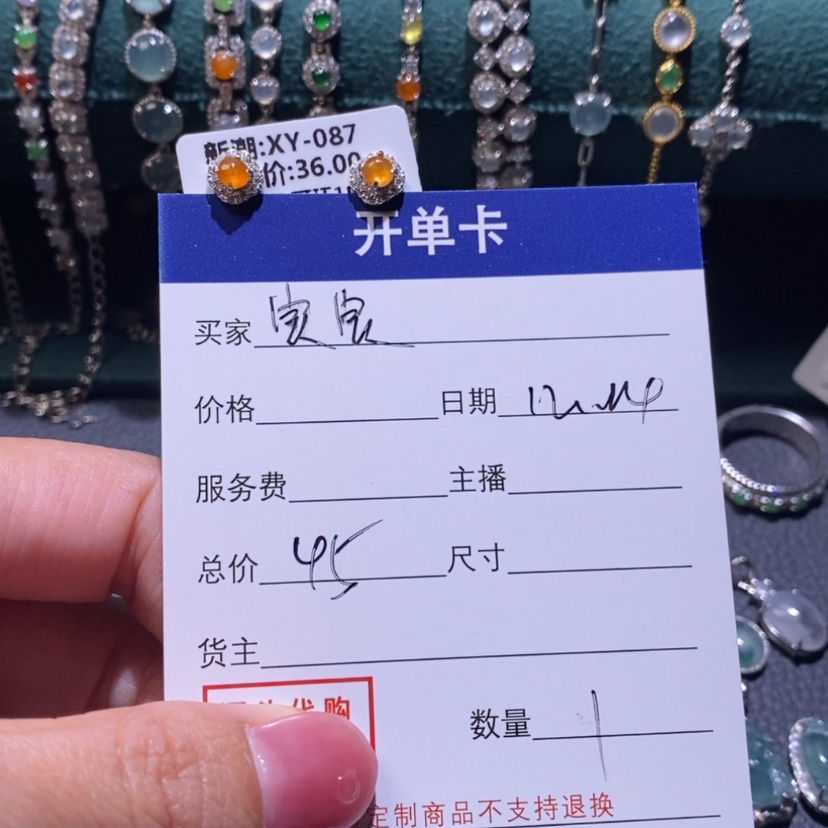 新潮:XY-087
价:36.00
开单卡
买家
价格 日期
服务费 主播
总价 45 尺寸
货主
代购
数量 1
定制商品不支持退换